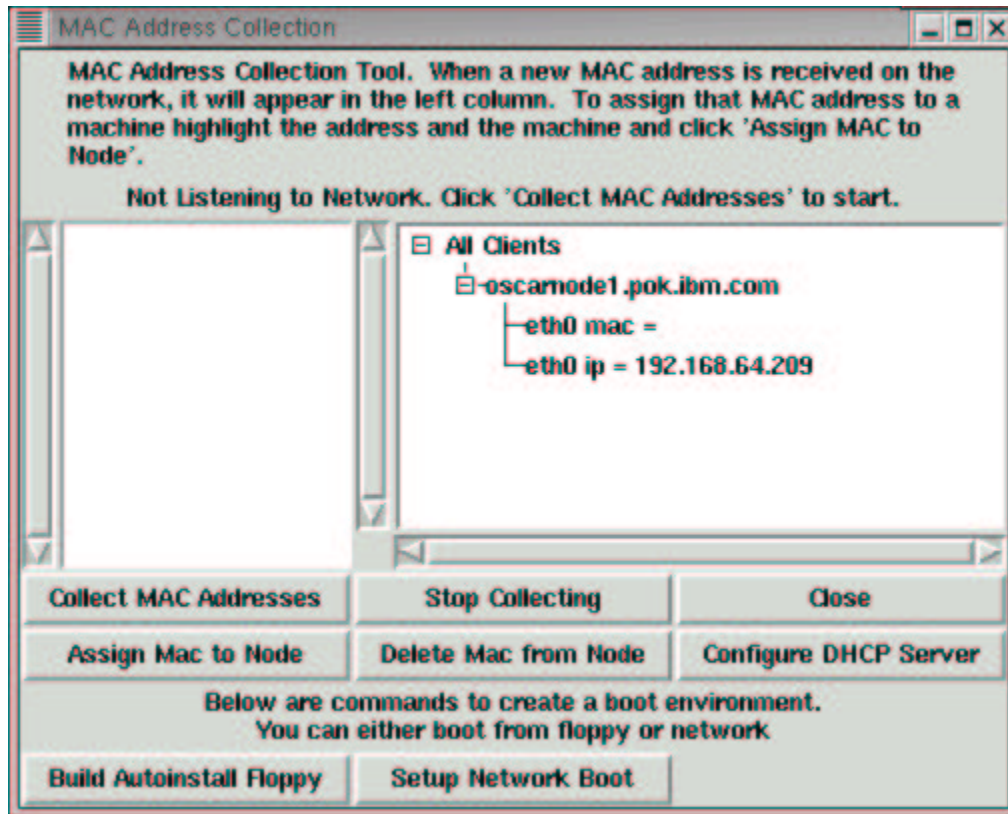 MAC Address Collection
MAC Address Collection Tool. When a new MAC address is received on the
network, it will appear in the left column. To assign that MAC address to a
machine highlight the address and the machine and click 'Assign MAC to
Node'.
Not Listening to Network. Click 'Collect MAC Addresses' to start.
All Clients
oscarnode1.pok.ibm.com
eth0 mac =
eth0 ip = 192.168.64.209
Collect MAC Addresses
Stop Collecting
Close
Assign Mac to Node
Delete Mac from Node
Configure DHCP Server
Below are commands to create a boot environment.
You can either boot from floppy or network
Build Autoinstall Floppy
Setup Network Boot